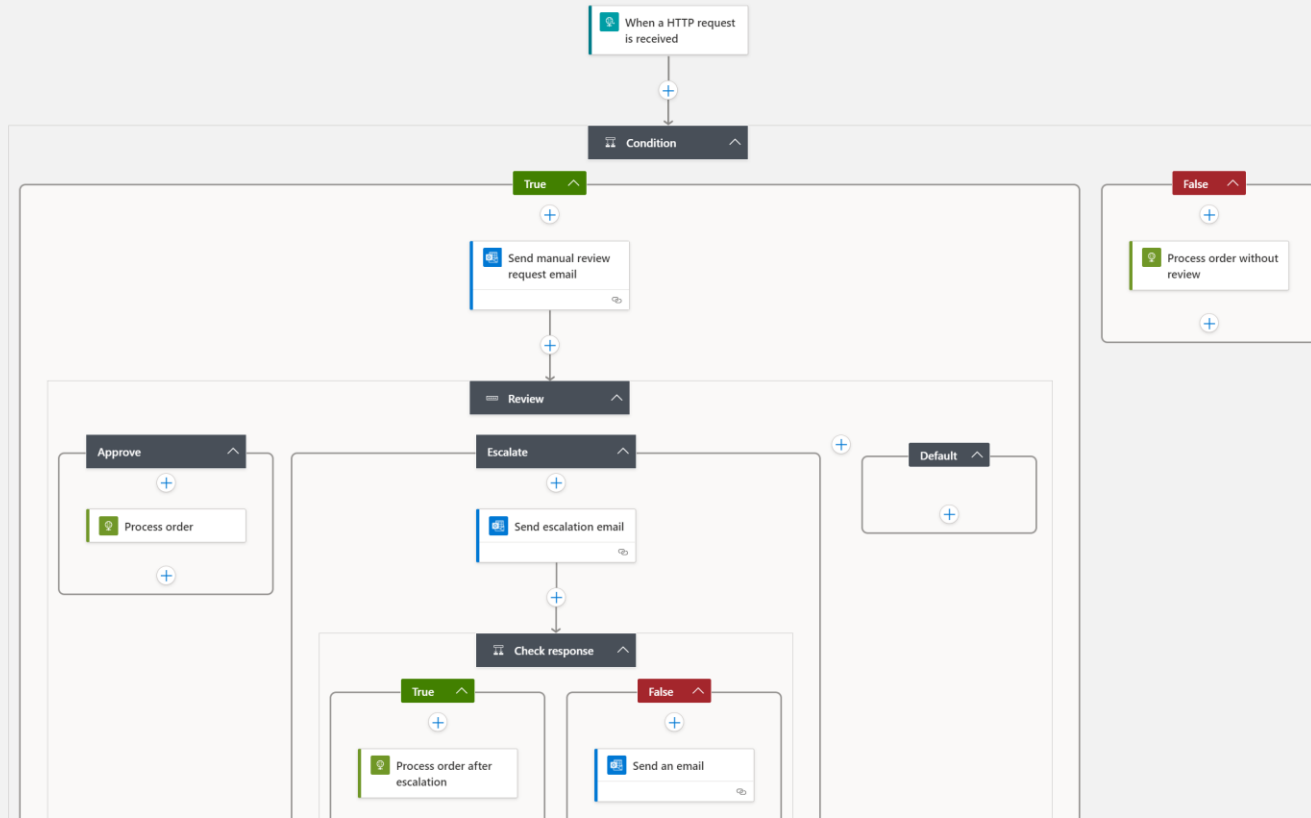 When a HTTP request
is received
Condition
True
False
Send manual review
request email
Process order without
review
Review
Approve
Escalate
Default
Process order
Send escalation email
Check response
True
False
Process order after
escalation
Send an email